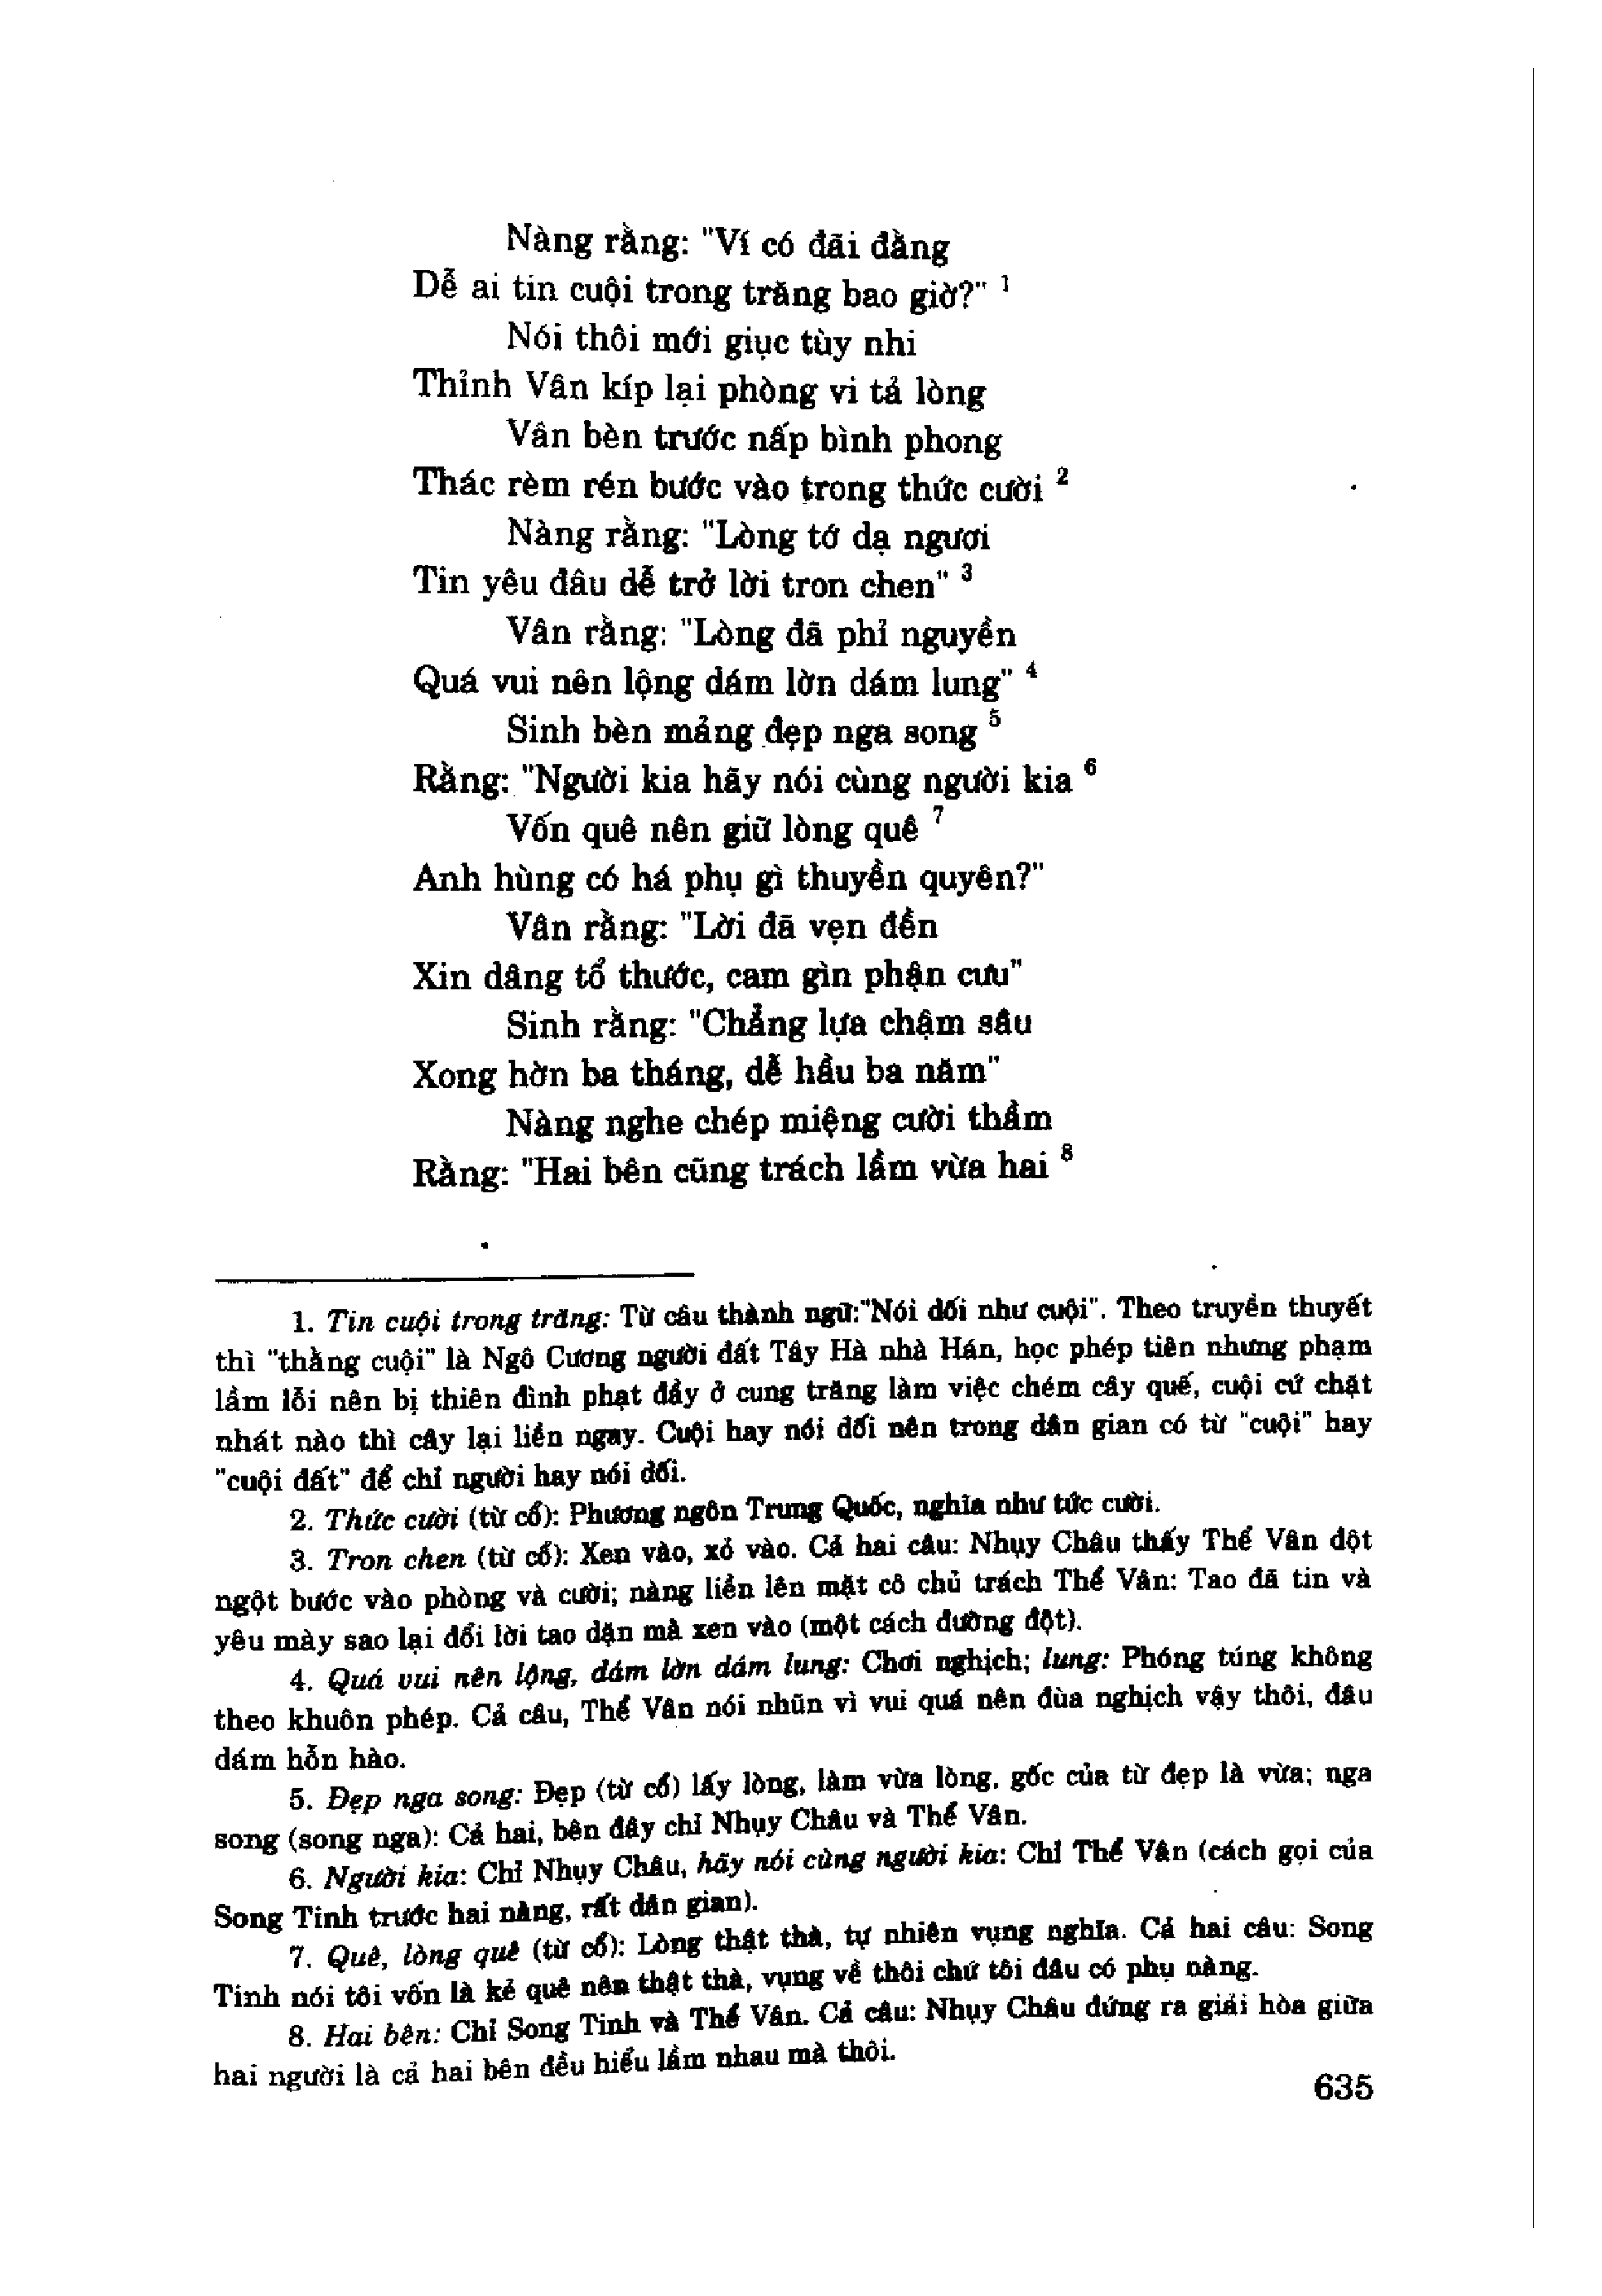 Nàng rằng: "Ví có đãi đằng
Dễ ai tin cuội trong trăng bao giờ?" 1
Nói thôi mới giục tùy nhi
Thỉnh Vân kíp lại phòng vi tả lòng
Vân bèn trước nấp bình phong
Thác rèm rén bước vào trong thức cười 2
Nàng rằng: "Lòng tớ dạ ngươi
Tin yêu đâu dễ trở lời tron chen" 3
Vân rằng: "Lòng đã phỉ nguyền
Quá vui nên lộng dám lờn dám lung" 4
Sinh bèn mảng đẹp nga song 5
Rằng: "Người kia hãy nói cùng người kia 6
Vốn quê nên giữ lòng quê 7
Anh hùng có há phụ gì thuyền quyên?"
Vân rằng: "Lời đã vẹn đền
Xin dâng tổ thước, cam gìn phận cưu"
Sinh rằng: "Chẳng lựa chậm sâu
Xong hờn ba tháng, dễ hầu ba năm"
Nàng nghe chép miệng cười thầm
Rằng: "Hai bên cũng trách lầm vừa hai 8
1. Tin cuội trong trăng: Từ câu thành ngữ:"Nói dối như cuội". Theo truyền thuyết
thì "thằng cuội" là Ngô Cương người đất Tây Hà nhà Hán, học phép tiên nhưng phạm
lầm lỗi nên bị thiên đình phạt đầy ở cung trăng làm việc chém cây quế, cuội cứ chặt
nhát nào thì cây lại liền ngay. Cuội hay nói dối nên trong dân gian có từ "cuội" hay
"cuội đất" để chỉ người hay nói dối.
2. Thức cười (từ cổ): Phương ngôn Trung Quốc, nghĩa như tức cười.
3. Tron chen (từ cổ): Xen vào, xỏ vào. Cả hai câu: Nhụy Châu thấy Thể Vân đột
ngột bước vào phòng và cười; nàng liền lên mặt cô chủ trách Thể Vân: Tao đã tin và
yêu mày sao lại đổi lời tao dặn mà xen vào (một cách đường đột).
4. Quá vui nên lộng, dám lờn dám lung: Chơi nghịch; lung: Phóng túng không
theo khuôn phép. Cả câu, Thể Vân nói nhũn vì vui quá nên đùa nghịch vậy thôi, đâu
dám hỗn hào.
5. Đẹp nga song: Đẹp (từ cổ) lấy lòng, làm vừa lòng, gốc của từ đẹp là vừa; nga
song (song nga): Cả hai, bên đây chỉ Nhụy Châu và Thể Vân.
6. Người kia: Chỉ Nhụy Châu, hãy nói cùng người kia: Chỉ Thể Vân (cách gọi của
Song Tinh trước hai nàng, rất dân gian).
7. Quê, lòng quê (từ cổ): Lòng thật thà, tự nhiên vụng nghĩa. Cả hai câu: Song
Tinh nói tôi vốn là kẻ quê nên thật thà, vụng về thôi chứ tôi đâu có phụ nàng.
8. Hai bên: Chỉ Song Tinh và Thể Vân. Cả câu: Nhụy Châu đứng ra giải hòa giữa
hai người là cả hai bên đều hiểu lầm nhau mà thôi.
635